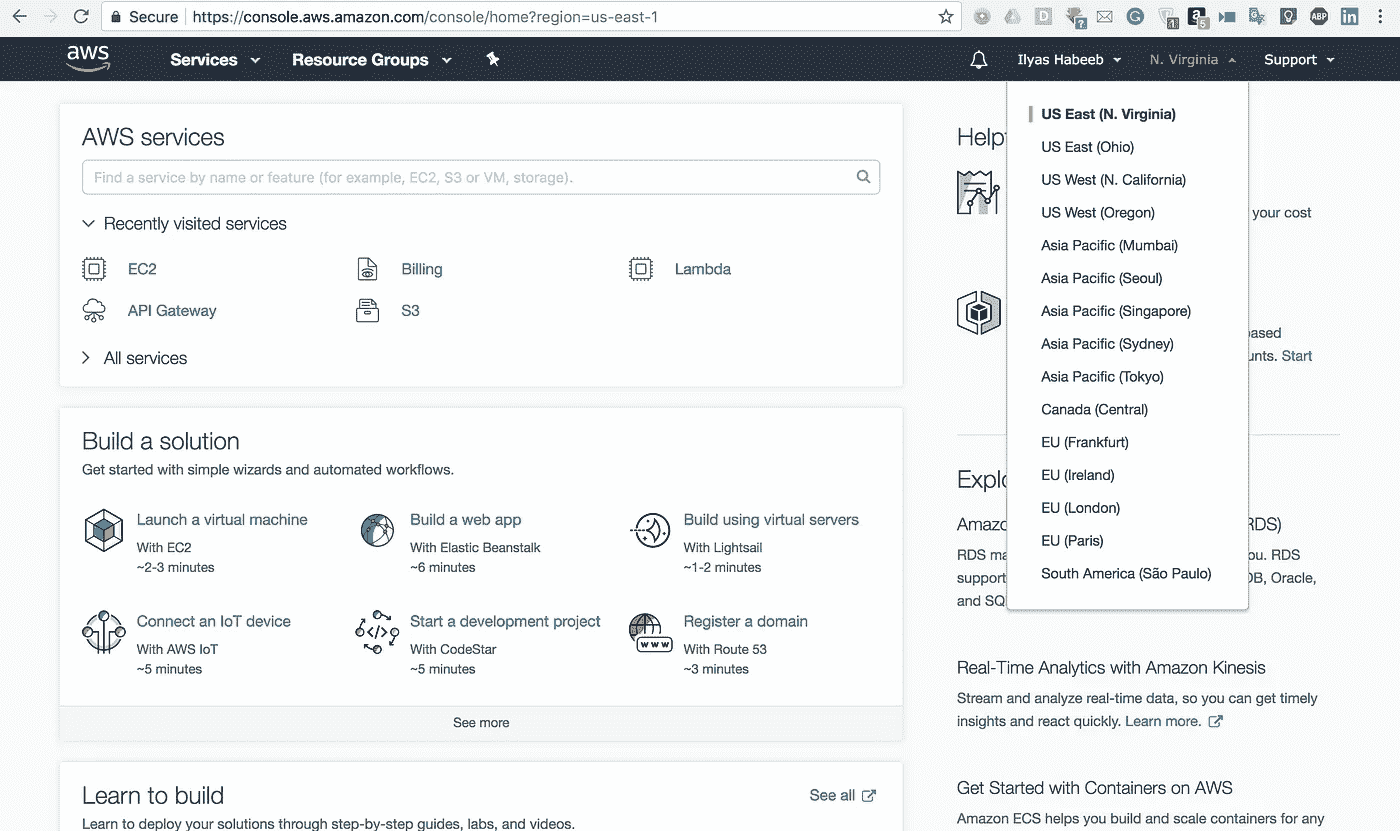 Secure https://console.aws.amazon.com/console/home?region=us-east-1
aws Services Resource Groups Ilyas Habeeb N. Virginia Support
AWS services
Find a service by name or feature (for example, EC2, S3 or VM, storage).
Recently visited services
EC2 Billing Lambda
API Gateway S3
All services
Build a solution
Get started with simple wizards and automated workflows.
Launch a virtual machine
With EC2
~2-3 minutes
Build a web app
With Elastic Beanstalk
~6 minutes
Build using virtual servers
With Lightsail
~1-2 minutes
Connect an IoT device
With AWS IoT
~5 minutes
Start a development project
With CodeStar
~5 minutes
Register a domain
With Route 53
~3 minutes
See more
Learn to build
See all
Learn to deploy your solutions through step-by-step guides, labs, and videos.
US East (N. Virginia)
US East (Ohio)
US West (N. California)
US West (Oregon)
Asia Pacific (Mumbai)
Asia Pacific (Seoul)
Asia Pacific (Singapore)
Asia Pacific (Sydney)
Asia Pacific (Tokyo)
Canada (Central)
EU (Frankfurt)
EU (Ireland)
EU (London)
EU (Paris)
South America (São Paulo)
your cost
Start
RDS)
RDS
support
DB, Oracle,
and
Real-Time Analytics with Amazon Kinesis
Stream and analyze real-time data, so you can get timely
insights and react quickly. Learn more.
Get Started with Containers on AWS
Amazon ECS helps you build and scale containers for any